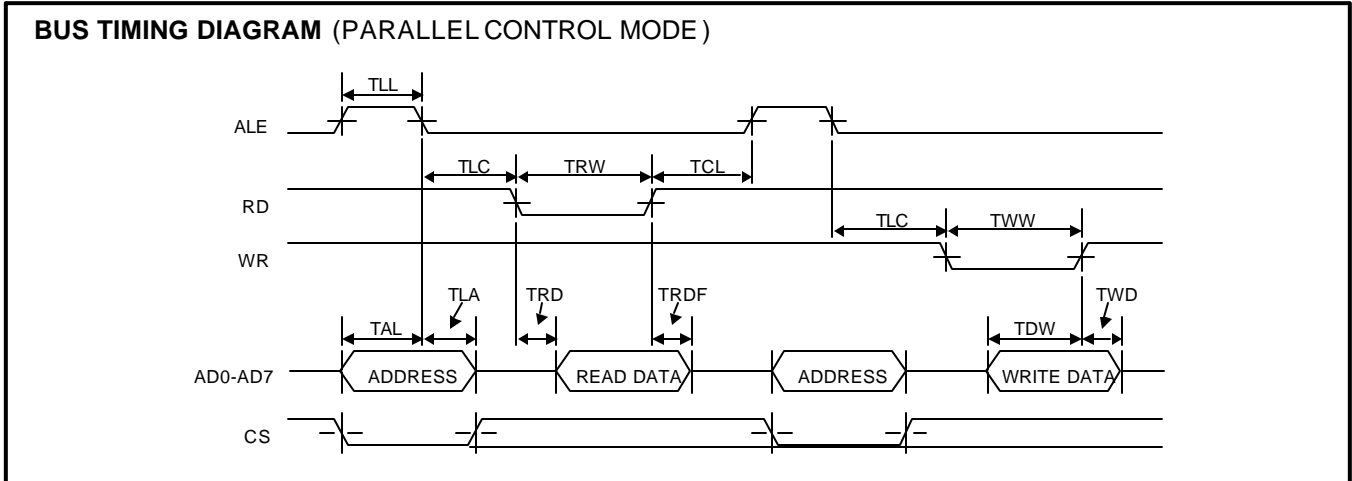 BUS TIMING DIAGRAM (PARALLEL CONTROL MODE)
TLL
ALE
TLC TRW TCL
RD
TLC TWW
WR
TLA TRD TRDF TWD
TAL TDW
AD0-AD7 ADDRESS READ DATA ADDRESS WRITE DATA
CS